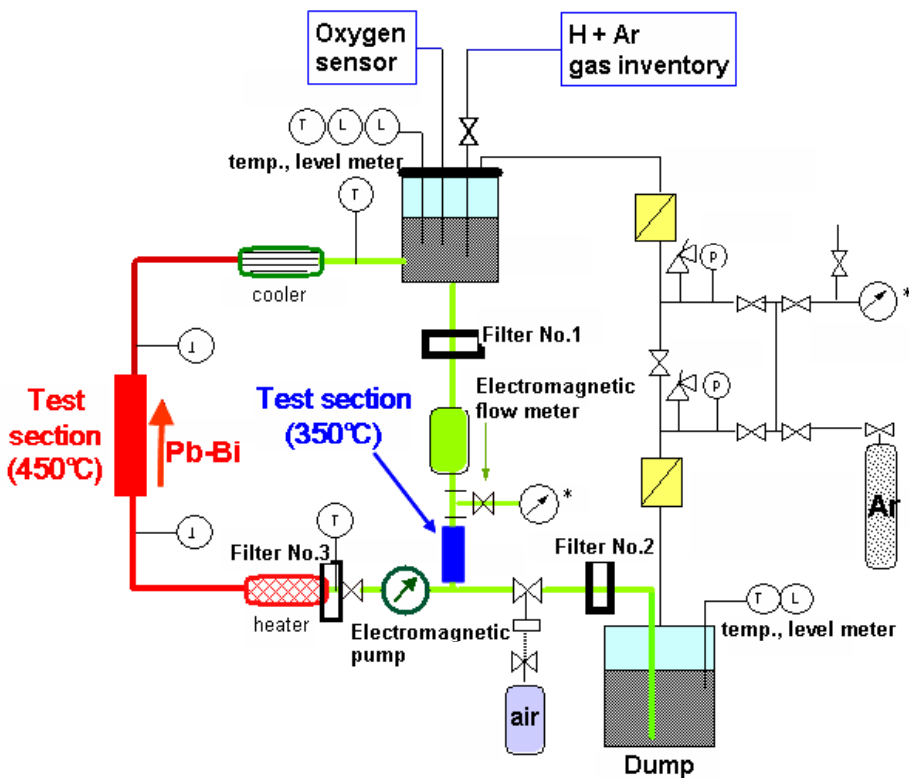 Oxygen
sensor
H + Ar
gas inventory
T L L
temp., level meter
T
cooler
P
*
Filter No.1
T
Electromagnetic
flow meter
Test
section
(450°C)
Pb-Bi
Test section
(350°C)
P
Ar
*
T
T
Filter No.3
Filter No.2
heater
Electromagnetic
pump
T L
temp., level meter
air
Dump